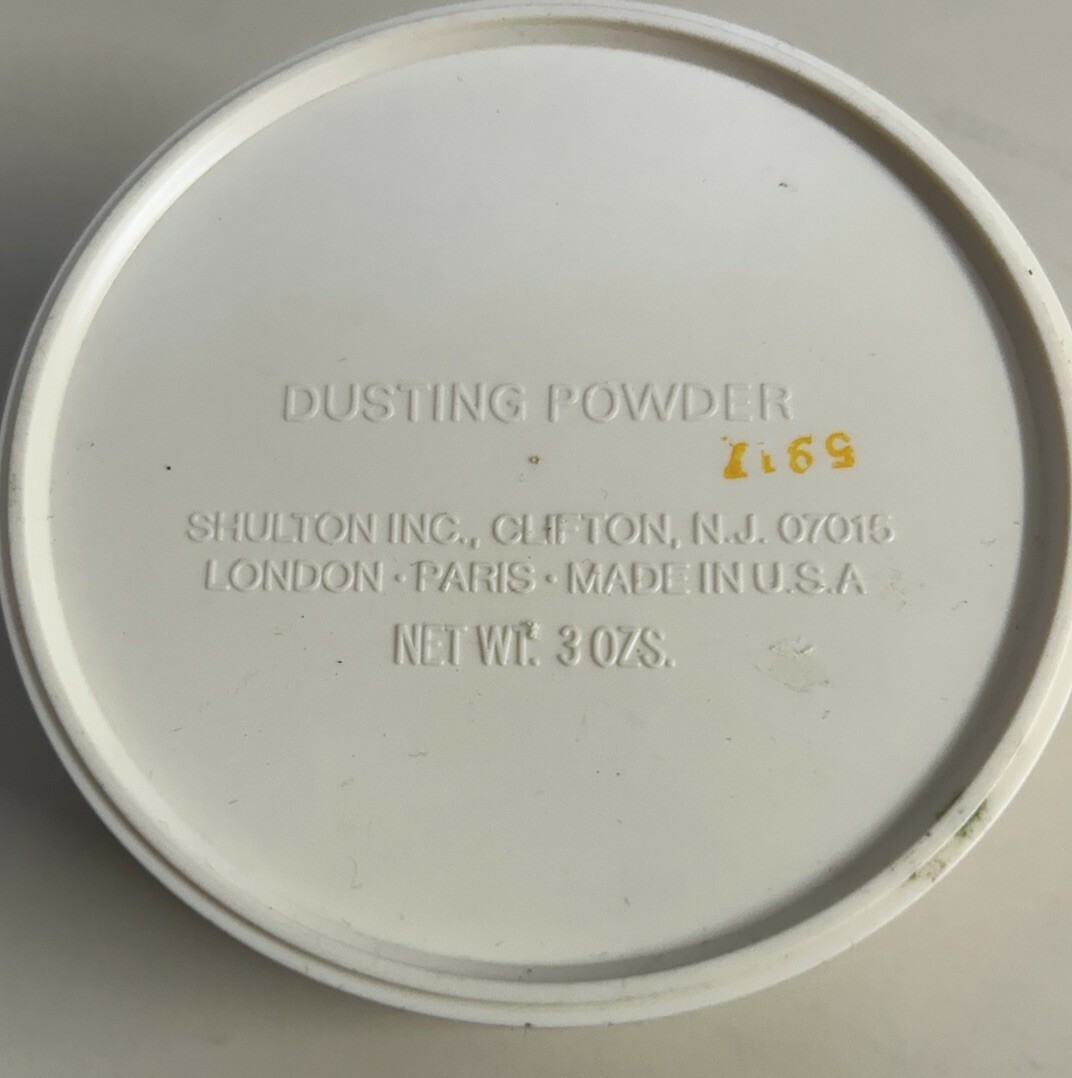 DUSTING POWDER
SHULTON INC., CLIFTON, N.J. 07015
LONDON · PARIS · MADE IN U.S.A
NET WT. 3 OZS.